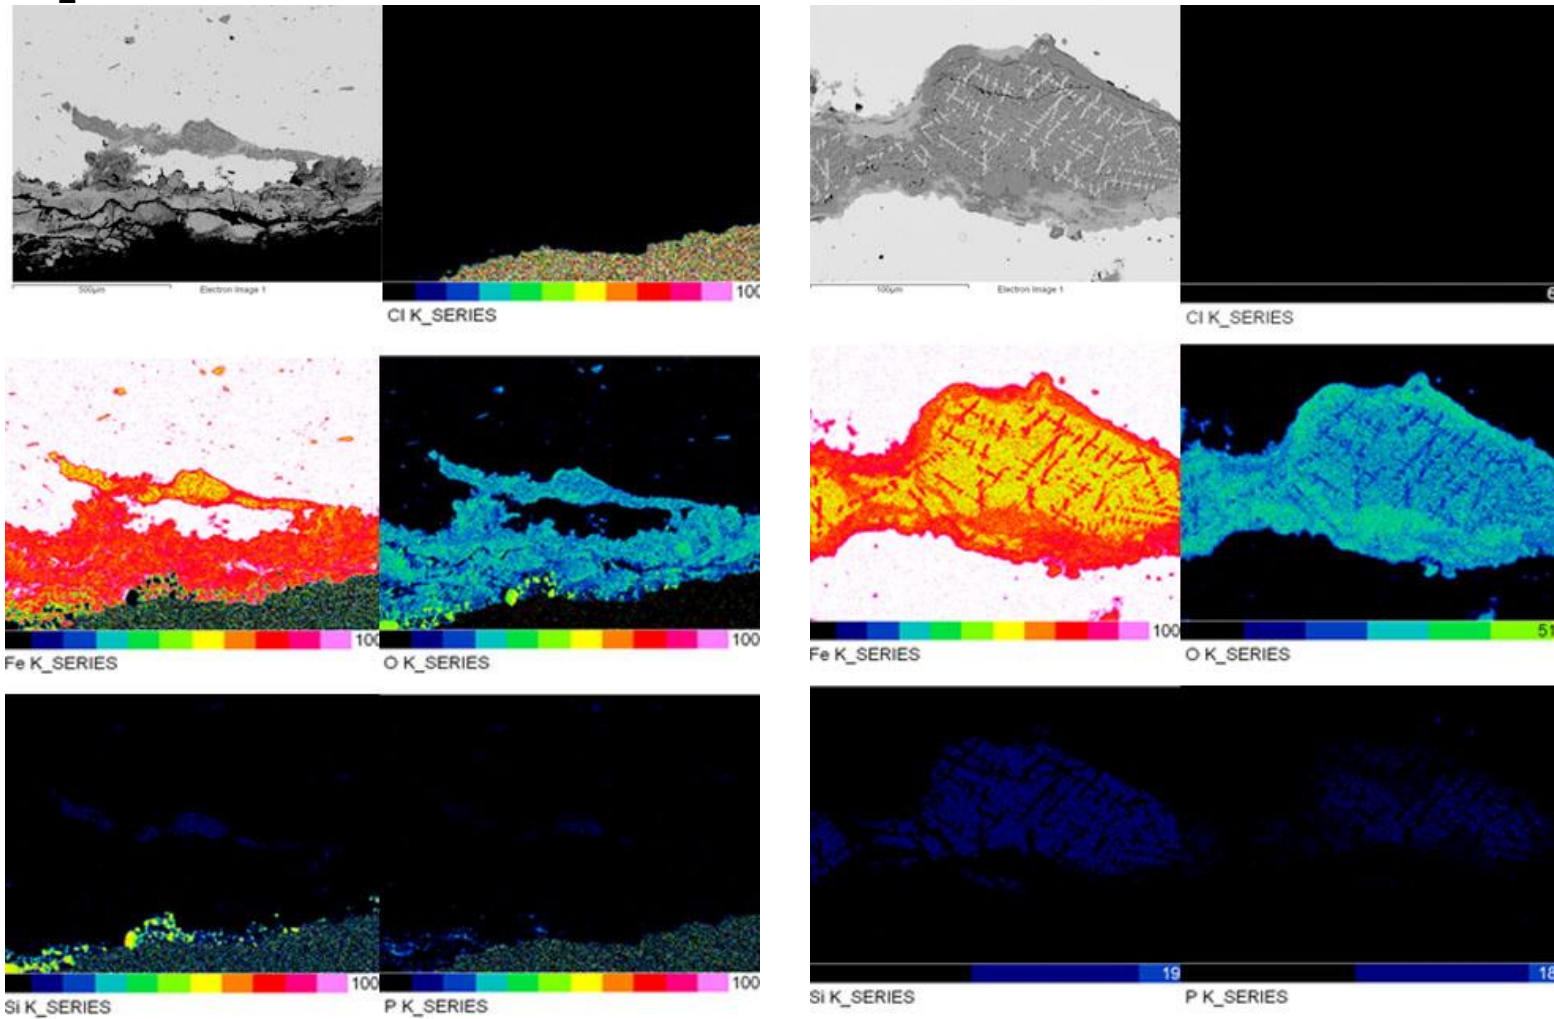 500µm Electron Image 1
100
Cl K_SERIES
100
Fe K_SERIES
100
O K_SERIES
100
Si K_SERIES
100
P K_SERIES
100µm Electron Image 1
6
Cl K_SERIES
100
Fe K_SERIES
51
O K_SERIES
19
Si K_SERIES
18
P K_SERIES